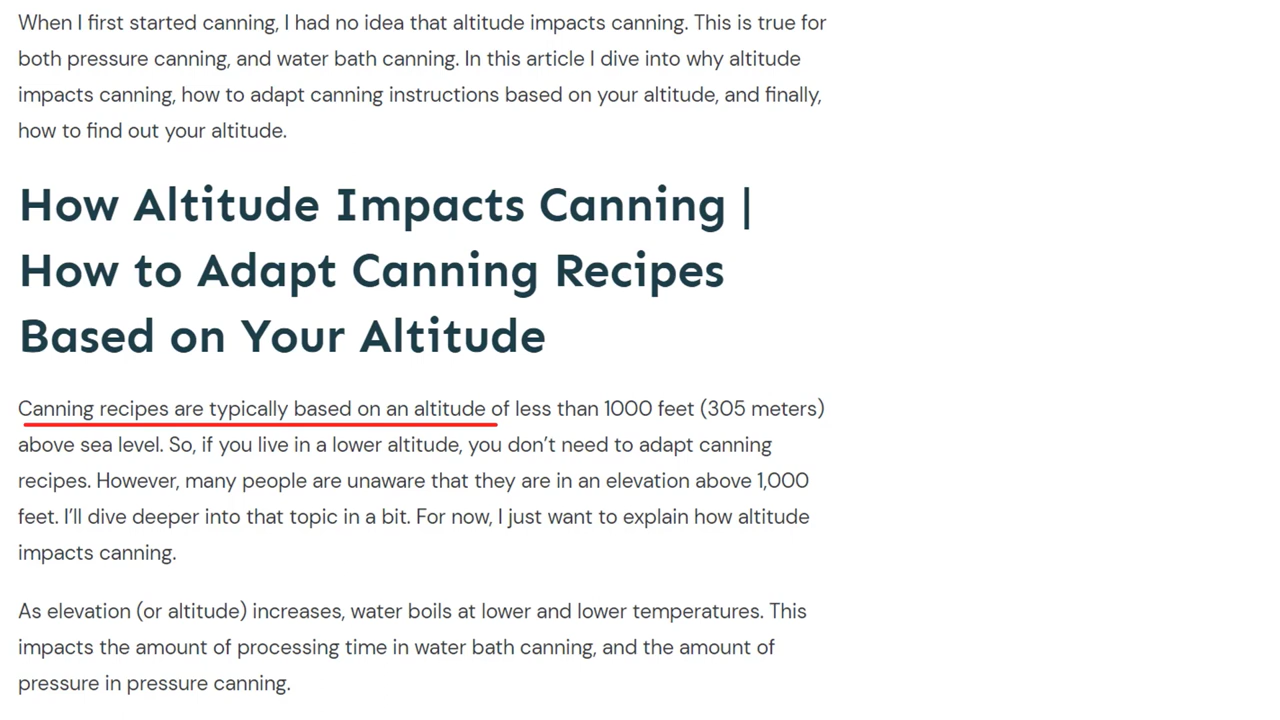 When I first started canning, I had no idea that altitude impacts canning. This is true for
both pressure canning, and water bath canning. In this article I dive into why altitude
impacts canning, how to adapt canning instructions based on your altitude, and finally,
how to find out your altitude.
How Altitude Impacts Canning |
How to Adapt Canning Recipes
Based on Your Altitude
Canning recipes are typically based on an altitude of less than 1000 feet (305 meters)
above sea level. So, if you live in a lower altitude, you don’t need to adapt canning
recipes. However, many people are unaware that they are in an elevation above 1,000
feet. I’ll dive deeper into that topic in a bit. For now, I just want to explain how altitude
impacts canning.
As elevation (or altitude) increases, water boils at lower and lower temperatures. This
impacts the amount of processing time in water bath canning, and the amount of
pressure in pressure canning.